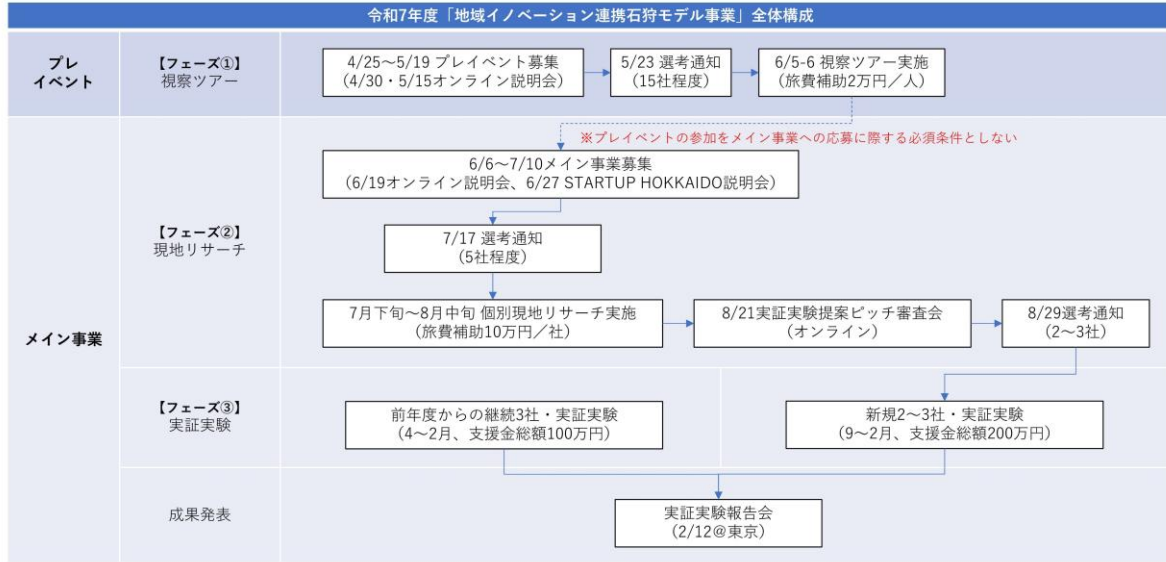 令和7年度「地域イノベーション連携石狩モデル事業」全体構成
プレ
イベント
【フェーズ①】
視察ツアー
4/25～5/19 プレイベント募集
(4/30・5/15オンライン説明会)
5/23 選考通知
(15社程度)
6/5-6 視察ツアー実施
(旅費補助2万円／人)
※プレイベントの参加をメイン事業への応募に際する必須条件としない
メイン事業
【フェーズ②】
現地リサーチ
6/6～7/10メイン事業募集
(6/19オンライン説明会、6/27 STARTUP HOKKAIDO説明会)
7/17 選考通知
(5社程度)
7月下旬～8月中旬 個別現地リサーチ実施
(旅費補助10万円／社)
8/21実証実験提案ピッチ審査会
(オンライン)
8/29選考通知
(2～3社)
【フェーズ③】
実証実験
前年度からの継続3社・実証実験
(4～2月、支援金総額100万円)
新規2～3社・実証実験
(9～2月、支援金総額200万円)
成果発表
実証実験報告会
(2/12@東京)